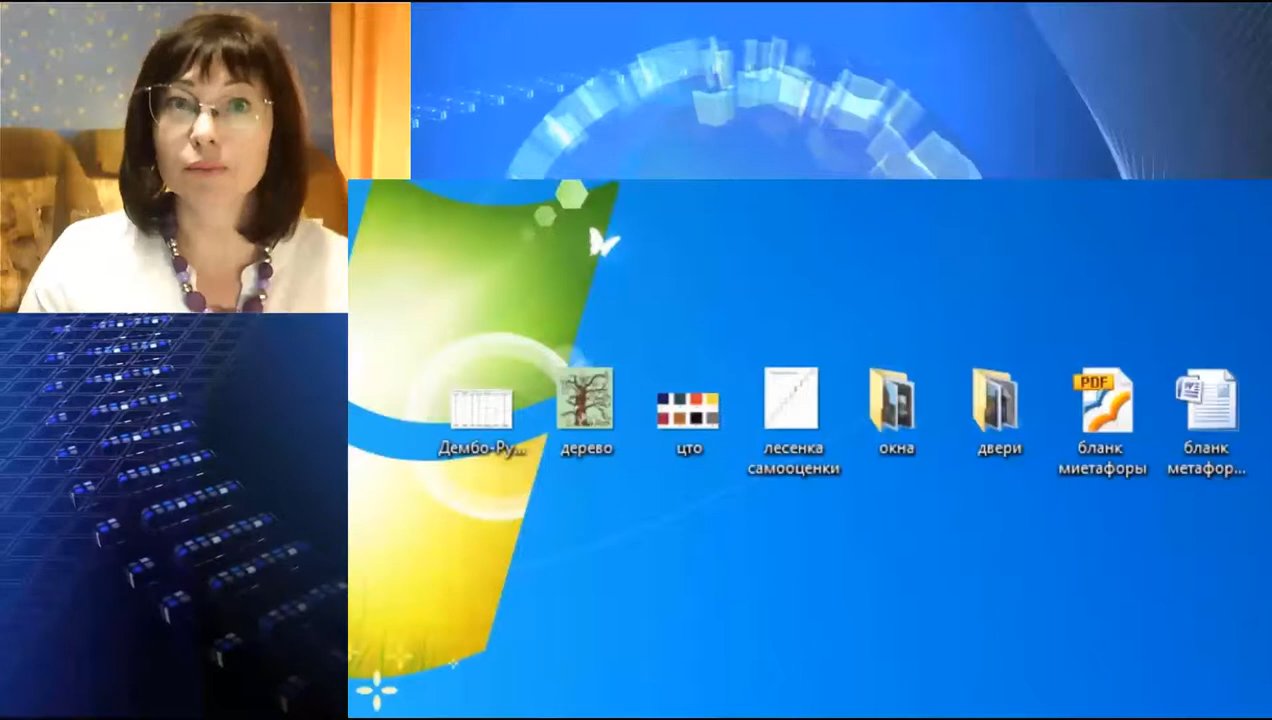 Дембо-Ру...
дерево
цто
лесенка
самооценки
окна
двери
PDF
бланк
миетафоры
бланк
метафор...